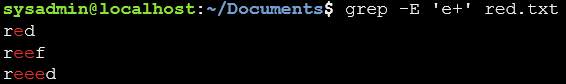 sysadmin@localhost:~/Documents$ grep -E 'e+' red.txt
red
reef
reeed